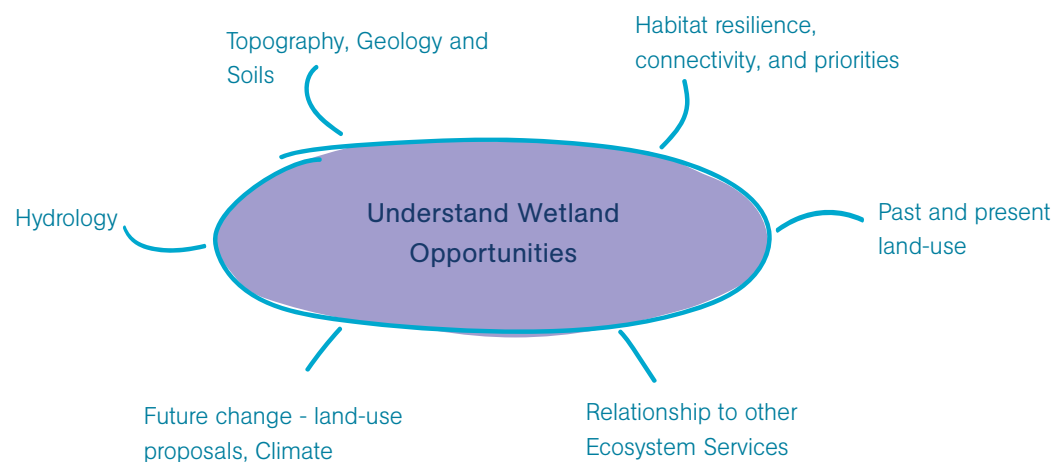 Habitat resilience,
connectivity, and priorities
Topography, Geology and
Soils
Understand Wetland
Opportunities
Hydrology
Past and present
land-use
Future change - land-use
proposals, Climate
Relationship to other
Ecosystem Services